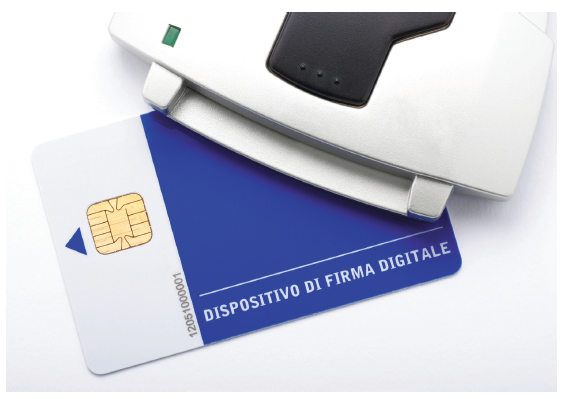 DISPOSITIVO DI FIRMA DIGITALE
12051000001